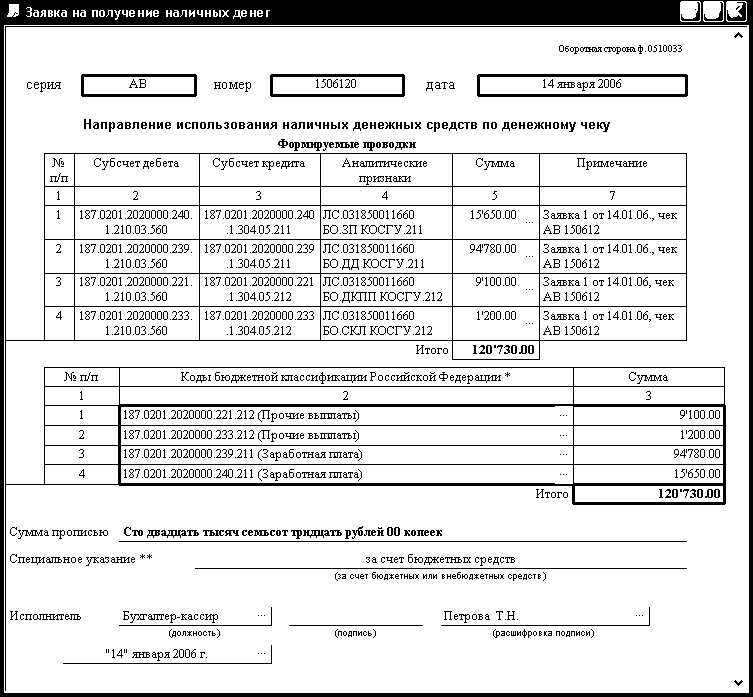 Заявка на получение наличных денег
Оборотная сторона ф.0510033
серия АВ номер 1506120 дата 14 января 2006
Направление использования наличных денежных средств по денежному чеку
Формируемые проводки
№ п/п Субсчет дебета Субсчет кредита Аналитические признаки Сумма Примечание
1 2 3 4 5 7
1 187.0201.2020000.240. 187.0201.2020000.240 ЛС.031850011660 15'650.00 ... Заявка 1 от 14.01.06., чек
1.210.03.560 .1.304.05.211 БО.ЗП КОСГУ.211 АВ 150612
2 187.0201.2020000.239. 187.0201.2020000.239 ЛС.031850011660 94'780.00 ... Заявка 1 от 14.01.06, чек
1.210.03.560 .1.304.05.211 БО.ДД КОСГУ.211 АВ 150612
3 187.0201.2020000.221. 187.0201.2020000.221 ЛС.031850011660 9'100.00 ... Заявка 1 от 14.01.06, чек
1.210.03.560 .1.304.05.212 БО.ДКПП КОСГУ.212 АВ 150612
4 187.0201.2020000.233. 187.0201.2020000.233 ЛС.031850011660 1'200.00 ... Заявка 1 от 14.01.06, чек
1.210.03.560 .1.304.05.212 БО.СКЛ КОСГУ.212 АВ 150612
Итого 120'730.00
№ п/п Коды бюджетной классификации Российской Федерации * Сумма
1 2 3
1 187.0201.2020000.221.212 (Прочие выплаты) ... 9'100.00
2 187.0201.2020000.233.212 (Прочие выплаты) ... 1'200.00
3 187.0201.2020000.239.211 (Заработная плата) ... 94'780.00
4 187.0201.2020000.240.211 (Заработная плата) ... 15'650.00
Итого 120'730.00
Сумма прописью Сто двадцать тысяч семьсот тридцать рублей 00 копеек
Специальное указание ** за счет бюджетных средств
(за счет бюджетных или внебюджетных средств)
Исполнитель Бухгалтер-кассир ... Петрова Т.Н. ...
(должность) (подпись) (расшифровка подписи)
"14" января 2006 г. ...